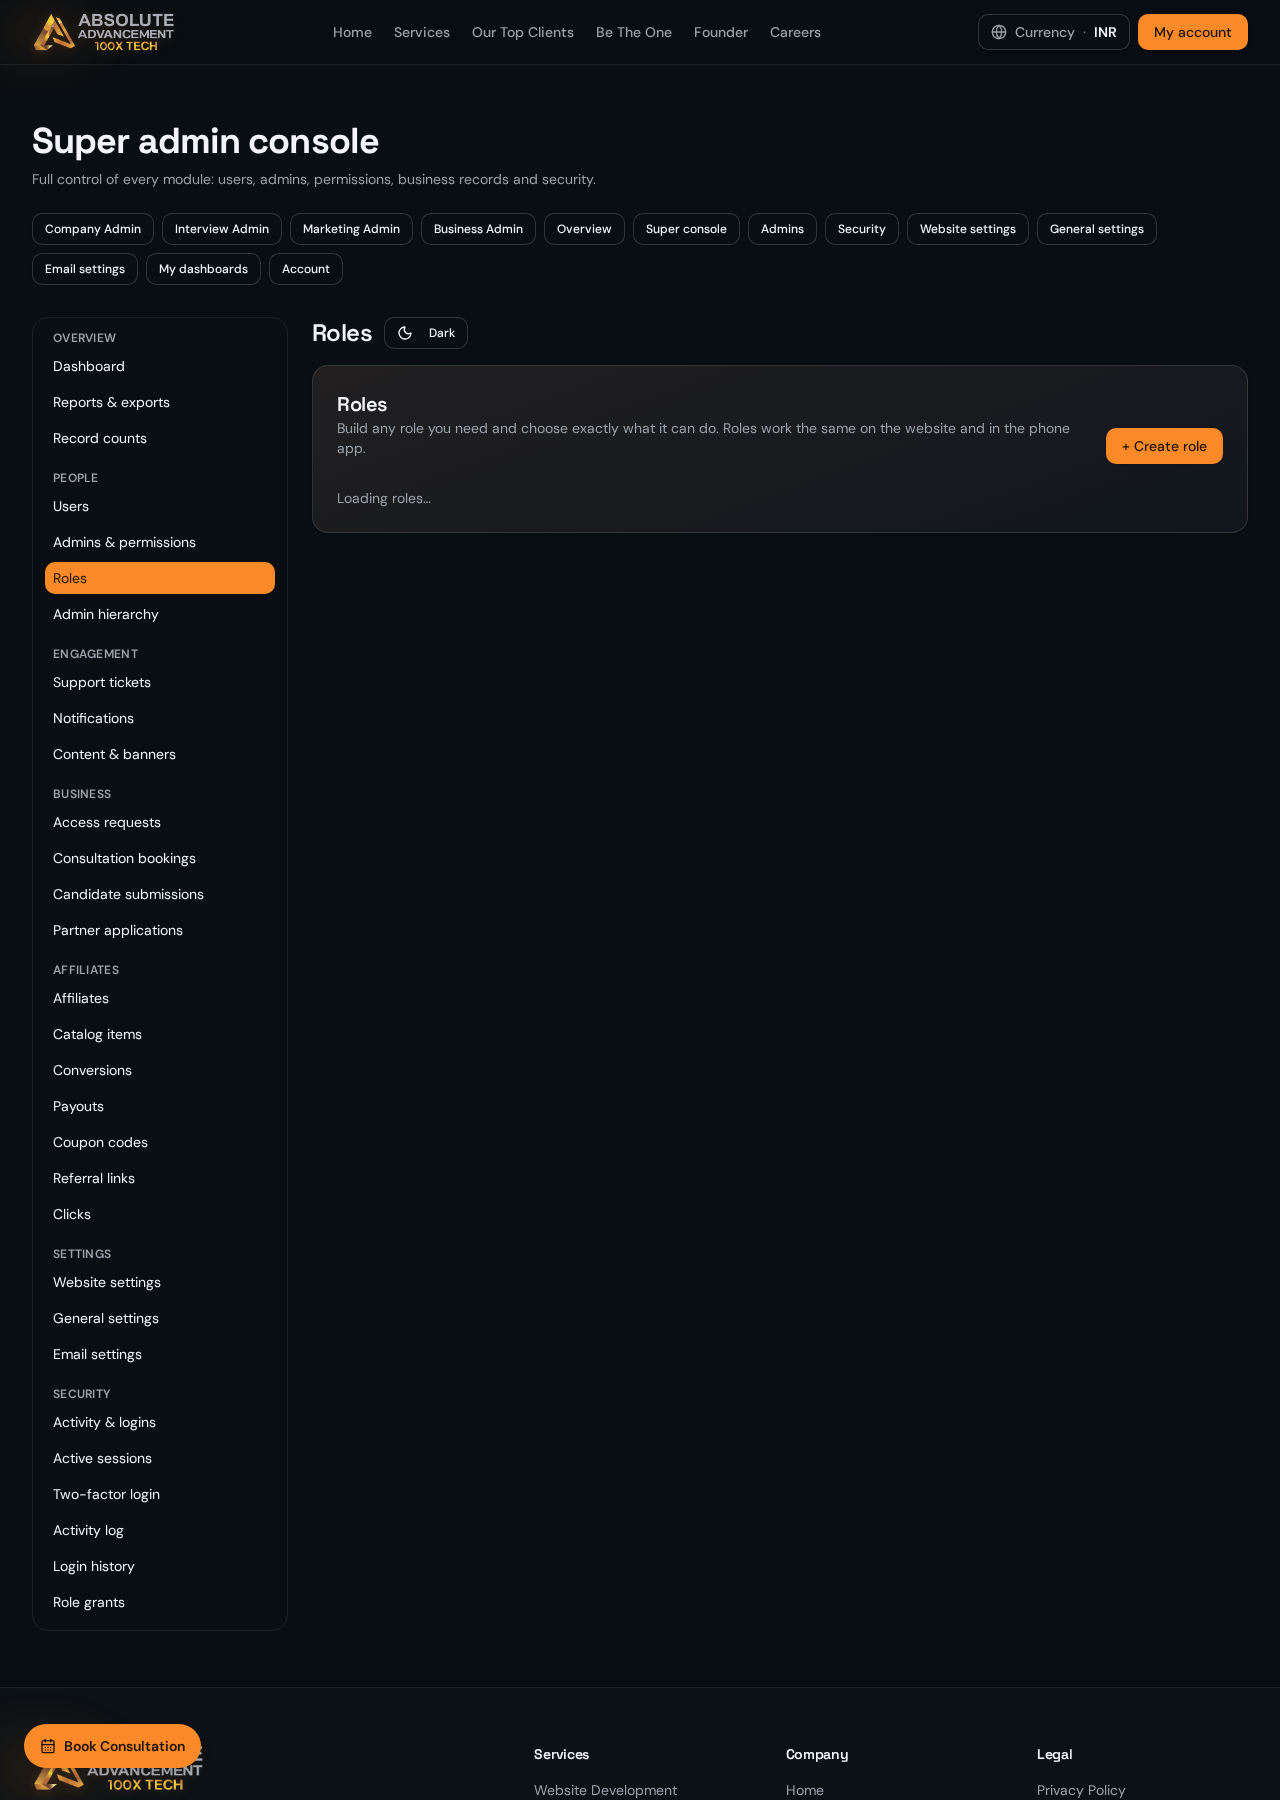 ABSOLUTE
ADVANCEMENT
100X TECH
Home Services Our Top Clients Be The One Founder Careers
Currency · INR
My account
Super admin console
Full control of every module: users, admins, permissions, business records and security.
Company Admin Interview Admin Marketing Admin Business Admin Overview Super console Admins Security Website settings General settings
Email settings My dashboards Account
OVERVIEW
Dashboard
Reports & exports
Record counts
PEOPLE
Users
Admins & permissions
Roles
Admin hierarchy
ENGAGEMENT
Support tickets
Notifications
Content & banners
BUSINESS
Access requests
Consultation bookings
Candidate submissions
Partner applications
AFFILIATES
Affiliates
Catalog items
Conversions
Payouts
Coupon codes
Referral links
Clicks
SETTINGS
Website settings
General settings
Email settings
SECURITY
Activity & logins
Active sessions
Two-factor login
Activity log
Login history
Role grants
Roles
Dark
Roles
Build any role you need and choose exactly what it can do. Roles work the same on the website and in the phone
app.
+ Create role
Loading roles…
Book Consultation
ADVANCEMENT
100X TECH
Services
Website Development
Company
Home
Legal
Privacy Policy